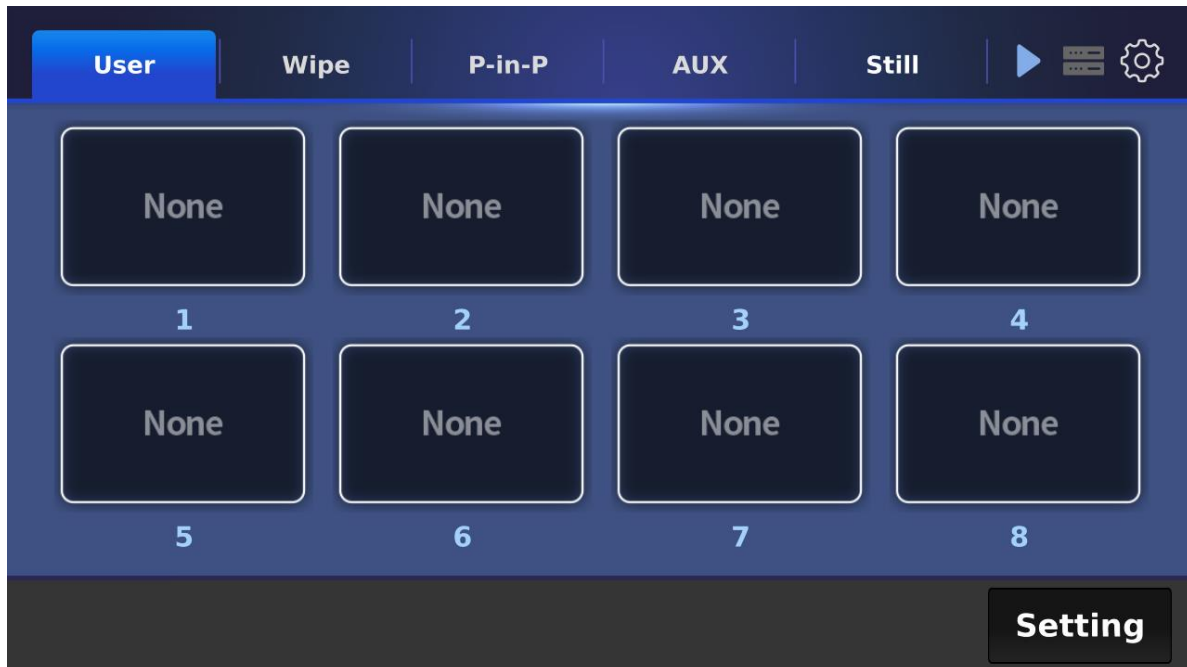 User Wipe P-in-P AUX Still
None None None None
1 2 3 4
None None None None
5 6 7 8
Setting